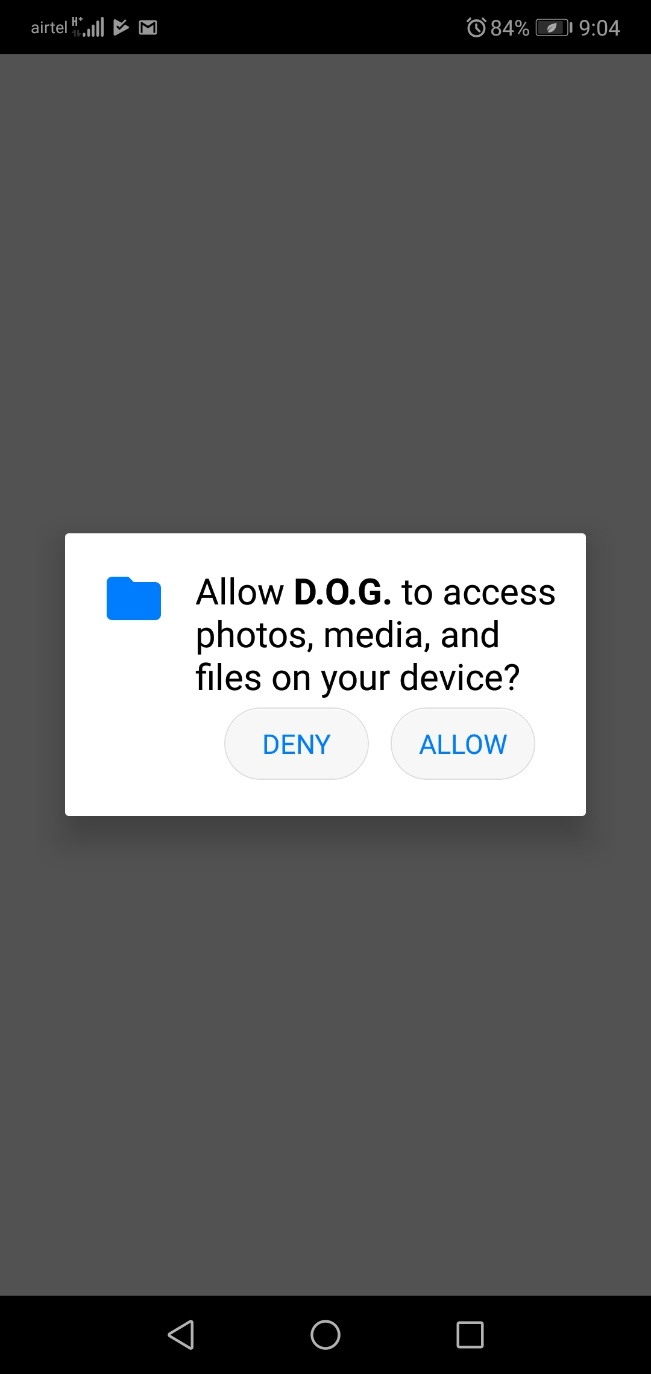 airtel H+ 84% 9:04
Allow D.O.G. to access
photos, media, and
files on your device?
DENY ALLOW